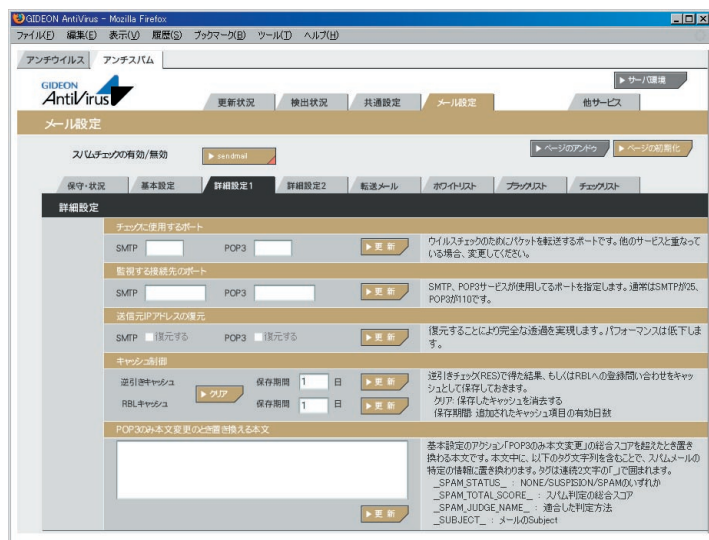 GIDEON AntiVirus - Mozilla Firefox
ファイル(F) 編集(E) 表示(V) 履歴(S) ブックマーク(B) ツール(T) ヘルプ(H)
アンチウイルス アンチスパム
GIDEON
AntiVirus
サーバ環境
更新状況 検出状況 共通設定 メール設定 他サービス
メール設定
スパムチェックの有効/無効 sendmail ページのアンドゥ ページの初期化
保守・状況 基本設定 詳細設定1 詳細設定2 転送メール ホワイトリスト ブラックリスト チェックリスト
詳細設定
チェックに使用するポート
SMTP POP3 更 新
ウイルスチェックのためにパケットを転送するポートです。他のサービスと重なって
いる場合、変更してください。
監視する接続先のポート
SMTP POP3 更 新
SMTP、POP3サービスが使用してるポートを指定します。通常はSMTPが25、
POP3が110です。
送信元IPアドレスの復元
SMTP 復元する POP3 復元する 更 新
復元することにより完全な透過を実現します。パフォーマンスは低下しま
す。
キャッシュ制御
逆引きキャッシュ クリア 保存期間 1 日 更 新
RBLキャッシュ 保存期間 1 日 更 新
逆引きチェック(RES)で得た結果、もしくはRBLへの登録問い合わせをキャッ
シュとして保存しておきます。
クリア: 保存したキャッシュを消去する
保存期間: 追加されたキャッシュ項目の有効日数
POP3のみ本文変更のとき置き換える本文
更 新
基本設定のアクション「POP3のみ本文変更」の総合スコアを超えたとき置き
換わる本文です。本文中に、以下のタグ文字列を含むことで、スパムメールの
特定の情報に置き換わります。タグは連続2文字の「_」で囲まれます。
_SPAM_STATUS_ : NONE/SUSPISION/SPAMのいずれか
_SPAM_TOTAL_SCORE_ : スパム判定の総合スコア
_SPAM_JUDGE_NAME_ : 適合した判定方法
_SUBJECT_ : メールのSubject